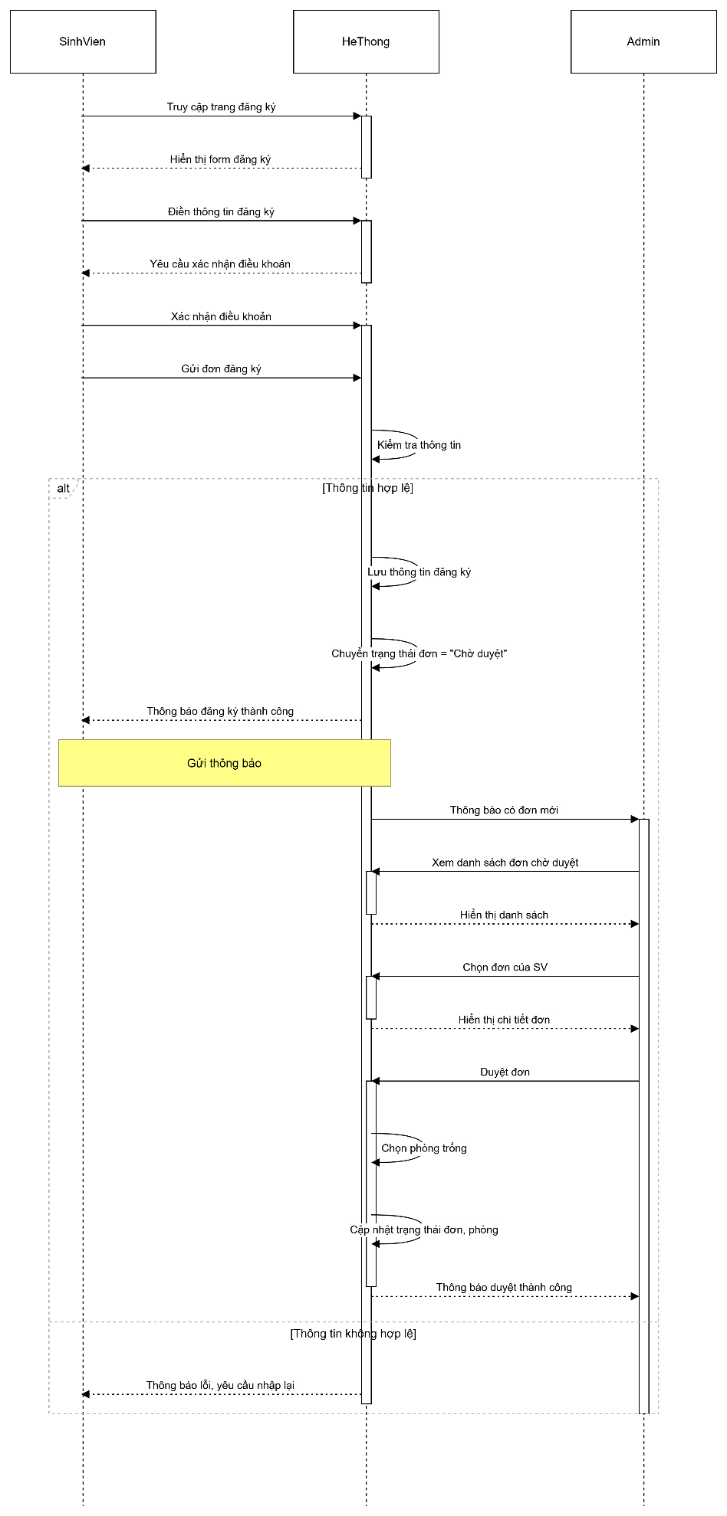 SinhVien
HeThong
Admin
Truy cập trang đăng ký
Hiển thị form đăng ký
Điền thông tin đăng ký
Yêu cầu xác nhận điều khoản
Xác nhận điều khoản
Gửi đơn đăng ký
Kiểm tra thông tin
alt
[Thông tin hợp lệ]
Lưu thông tin đăng ký
Chuyển trạng thái đơn = "Chờ duyệt"
Thông báo đăng ký thành công
Gửi thông báo
Thông báo có đơn mới
Xem danh sách đơn chờ duyệt
Hiển thị danh sách
Chọn đơn của SV
Hiển thị chi tiết đơn
Duyệt đơn
Chọn phòng trống
Cập nhật trạng thái đơn, phòng
Thông báo duyệt thành công
[Thông tin không hợp lệ]
Thông báo lỗi, yêu cầu nhập lại